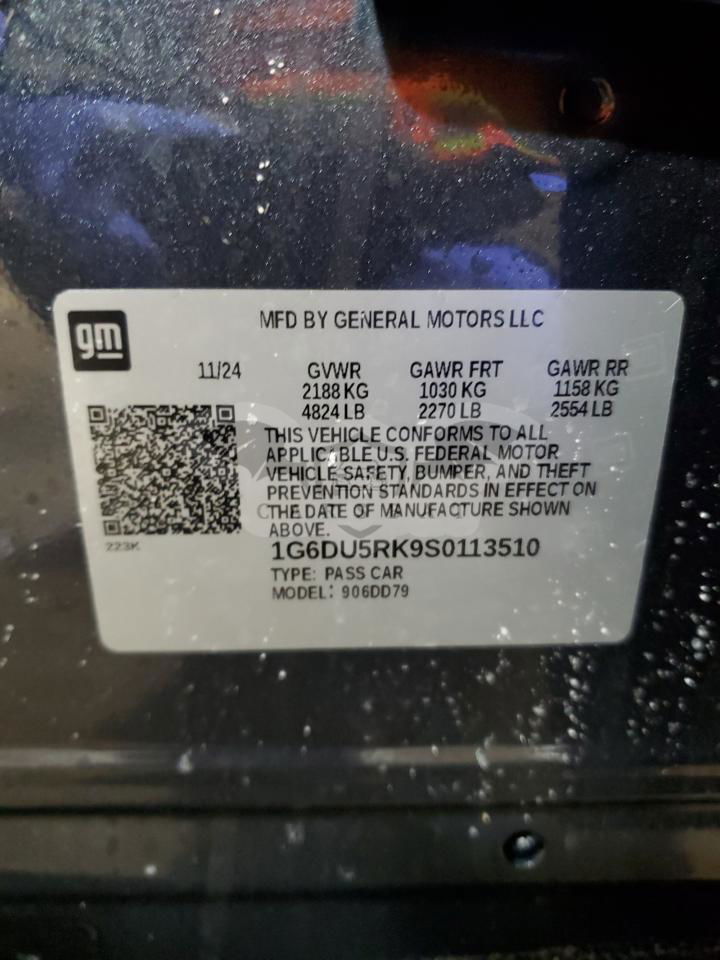 gm
MFD BY GENERAL MOTORS LLC
11/24 GVWR GAWR FRT GAWR RR
2188 KG 1030 KG 1158 KG
4824 LB 2270 LB 2554 LB
THIS VEHICLE CONFORMS TO ALL
APPLICABLE U.S. FEDERAL MOTOR
VEHICLE SAFETY, BUMPER, AND THEFT
PREVENTION STANDARDS IN EFFECT ON
THE DATE OF MANUFACTURE SHOWN
ABOVE.
223K
1G6DU5RK9S0113510
TYPE: PASS CAR
MODEL: 906DD79